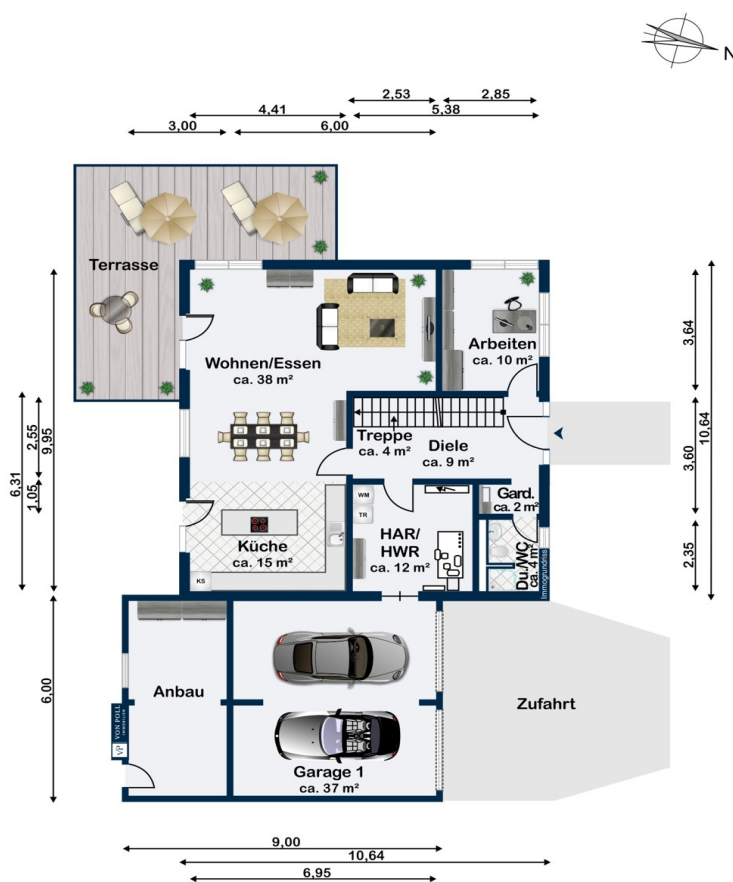 N
2,53
2,85
4,41
5,38
3,00
6,00
Terrasse
Wohnen/Essen
ca. 38 m²
Arbeiten
ca. 10 m²
Treppe
ca. 4 m²
Diele
ca. 9 m²
Gard.
ca. 2 m²
WM
TR
HAR/
HWR
ca. 12 m²
Du./WC
ca. 4 m²
Küche
ca. 15 m²
KS
Immogrundriss
3,64
10,64
3,60
2,35
9,95
2,55
6,31
1,05
6,00
Anbau
Zufahrt
Garage 1
ca. 37 m²
VP
VON POLL
IMMOBILIEN
9,00
10,64
6,95